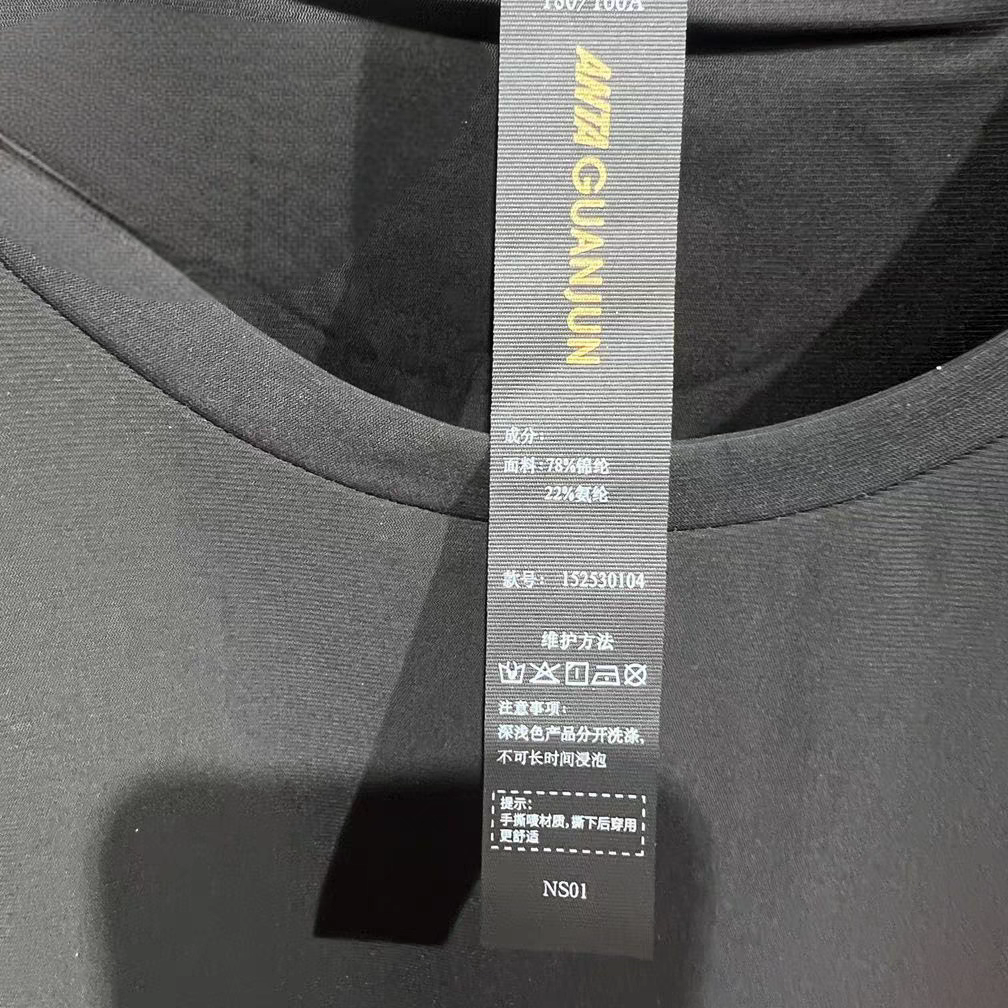 ANTA GUANJUN
成分:
面料:78%锦纶
22%氨纶
款号: 152530104
维护方法
注意事项:
深浅色产品分开洗涤,
不可长时间浸泡
提示:
手撕唛材质,撕下后穿用
更舒适
NS01